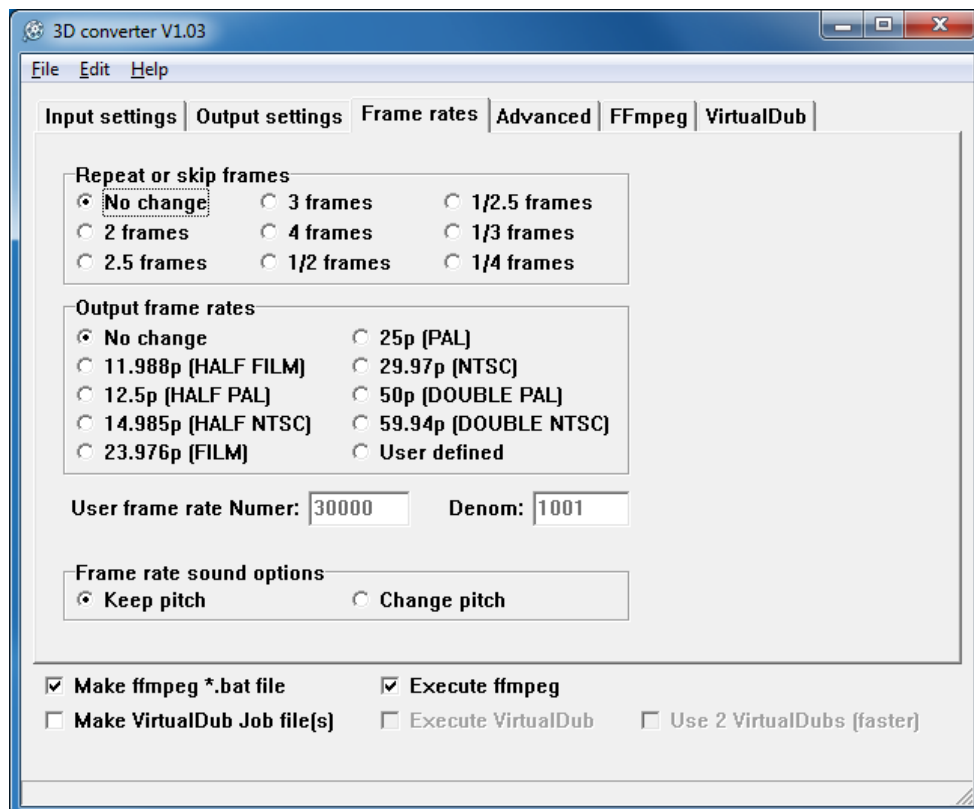 3D converter V1.03
File Edit Help
Input settings Output settings Frame rates Advanced FFmpeg VirtualDub
Repeat or skip frames
No change 3 frames 1/2.5 frames
2 frames 4 frames 1/3 frames
2.5 frames 1/2 frames 1/4 frames
Output frame rates
No change 25p (PAL)
11.988p (HALF FILM) 29.97p (NTSC)
12.5p (HALF PAL) 50p (DOUBLE PAL)
14.985p (HALF NTSC) 59.94p (DOUBLE NTSC)
23.976p (FILM) User defined
User frame rate Numer: 30000 Denom: 1001
Frame rate sound options
Keep pitch Change pitch
Make ffmpeg *.bat file Execute ffmpeg
Make VirtualDub Job file(s) Execute VirtualDub Use 2 VirtualDubs (faster)